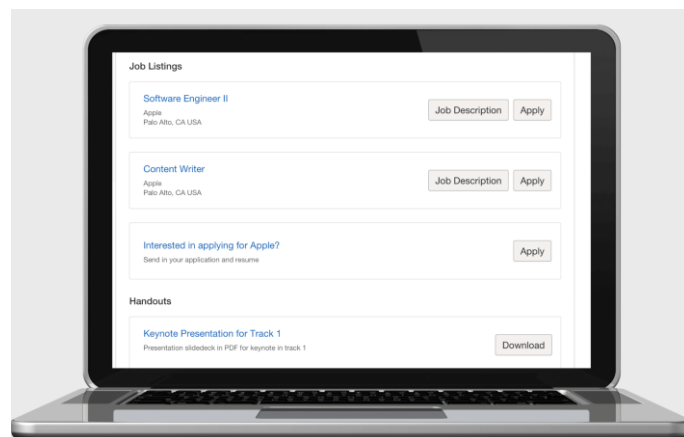 Job Listings
Software Engineer II
Apple
Palo Alto, CA USA
Job Description
Apply
Content Writer
Apple
Palo Alto, CA USA
Job Description
Apply
Interested in applying for Apple?
Send in your application and resume
Apply
Handouts
Keynote Presentation for Track 1
Presentation slidedeck in PDF for keynote in track 1
Download